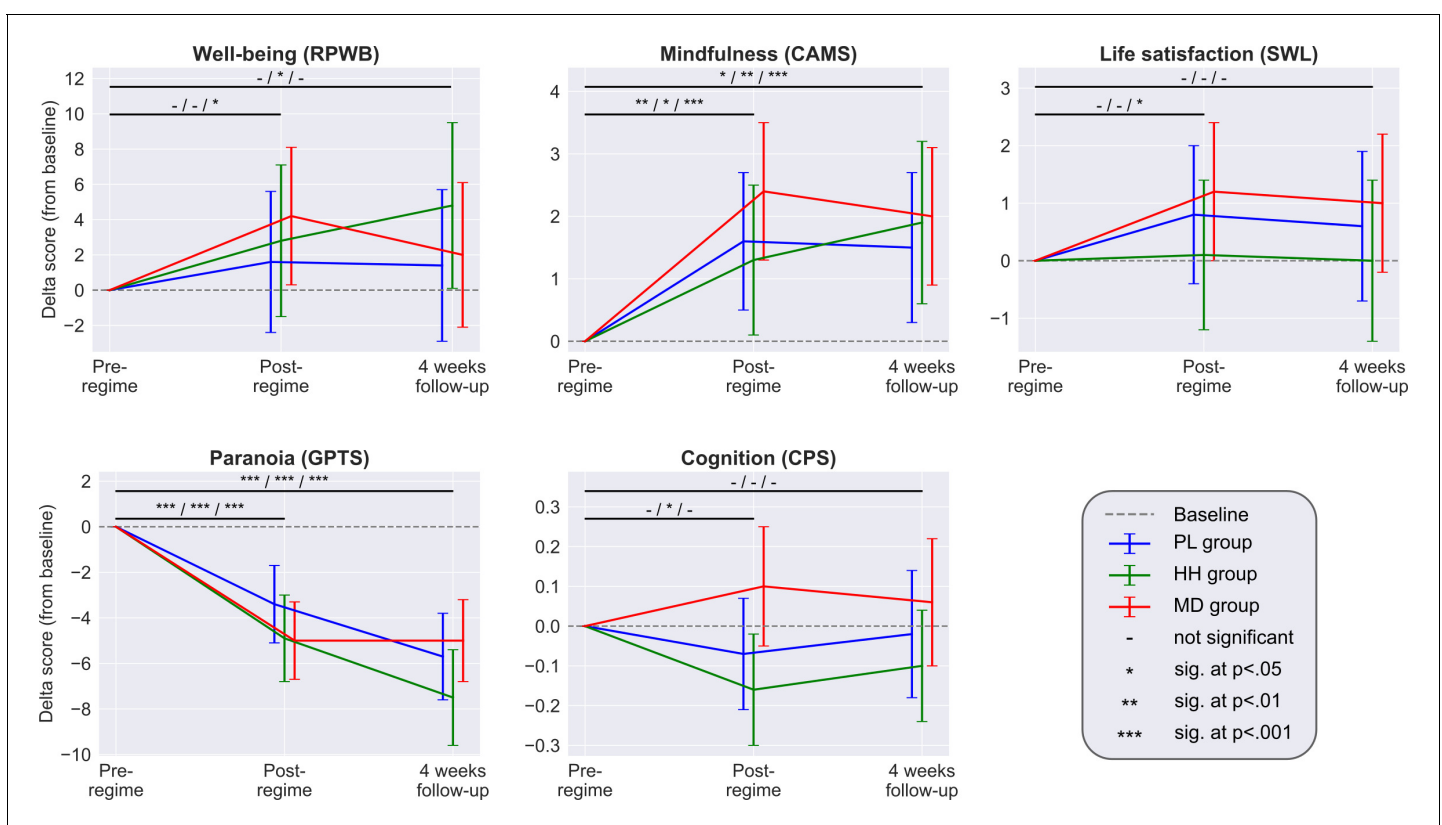 Well-being (RPWB)
12
10
8
6
4
2
0
−2
Delta score (from baseline)
- / * / -
- / - / *
Pre-
regime
Post-
regime
4 weeks
follow-up
Mindfulness (CAMS)
4
3
2
1
0
* / ** / ***
** / * / ***
Pre-
regime
Post-
regime
4 weeks
follow-up
Life satisfaction (SWL)
3
2
1
0
−1
- / - / -
- / - / *
Pre-
regime
Post-
regime
4 weeks
follow-up
Paranoia (GPTS)
2
0
−2
−4
−6
−8
−10
Delta score (from baseline)
*** / *** / ***
*** / *** / ***
Pre-
regime
Post-
regime
4 weeks
follow-up
Cognition (CPS)
0.3
0.2
0.1
0.0
−0.1
−0.2
−0.3
- / - / -
- / * / -
Pre-
regime
Post-
regime
4 weeks
follow-up
Baseline
PL group
HH group
MD group
- not significant
* sig. at p<.05
** sig. at p<.01
*** sig. at p<.001